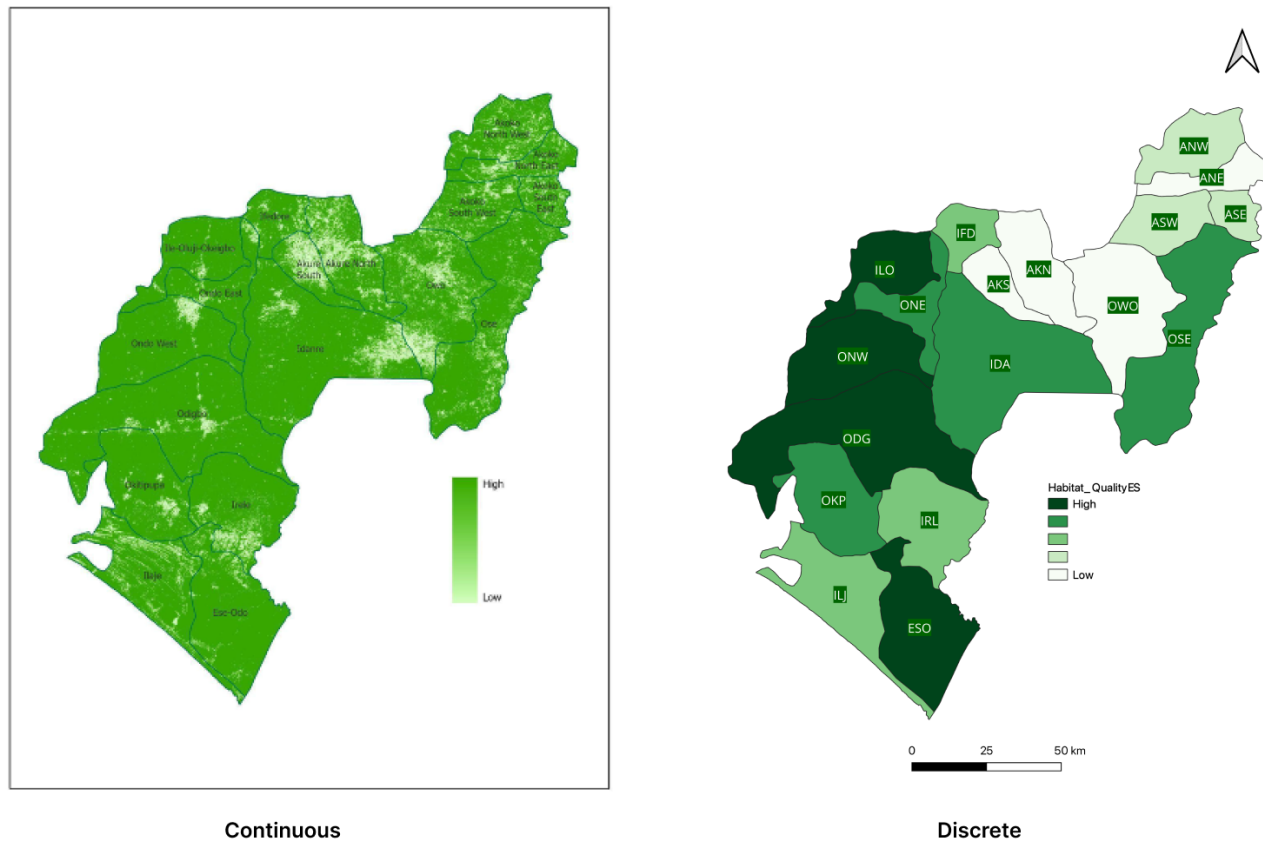 Akoko
North West
Akoko
North East
Akoko
South
East
Akoko
South West
Ifedore
Ile-Oluji-Okeigbo
Akure
South
Akure North
Owo
Ondo East
Ose
Ondo West
Idanre
Odigbo
Okitipupa
Irele
Ilaje
Ese-Odo
High
Low
Continuous
ANW
ANE
ASE
ASW
IFD
ILO
AKN
AKS
ONE
OWO
OSE
ONW
IDA
ODG
OKP
IRL
ILJ
ESO
Habitat_QualityES
High
Low
0 25 50 km
Discrete